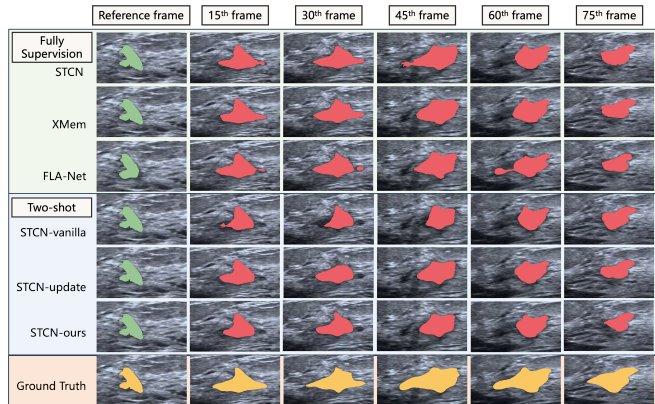 Reference frame 15th frame 30th frame 45th frame 60th frame 75th frame
Fully
Supervision
STCN
XMem
FLA-Net
Two-shot
STCN-vanilla
STCN-update
STCN-ours
Ground Truth